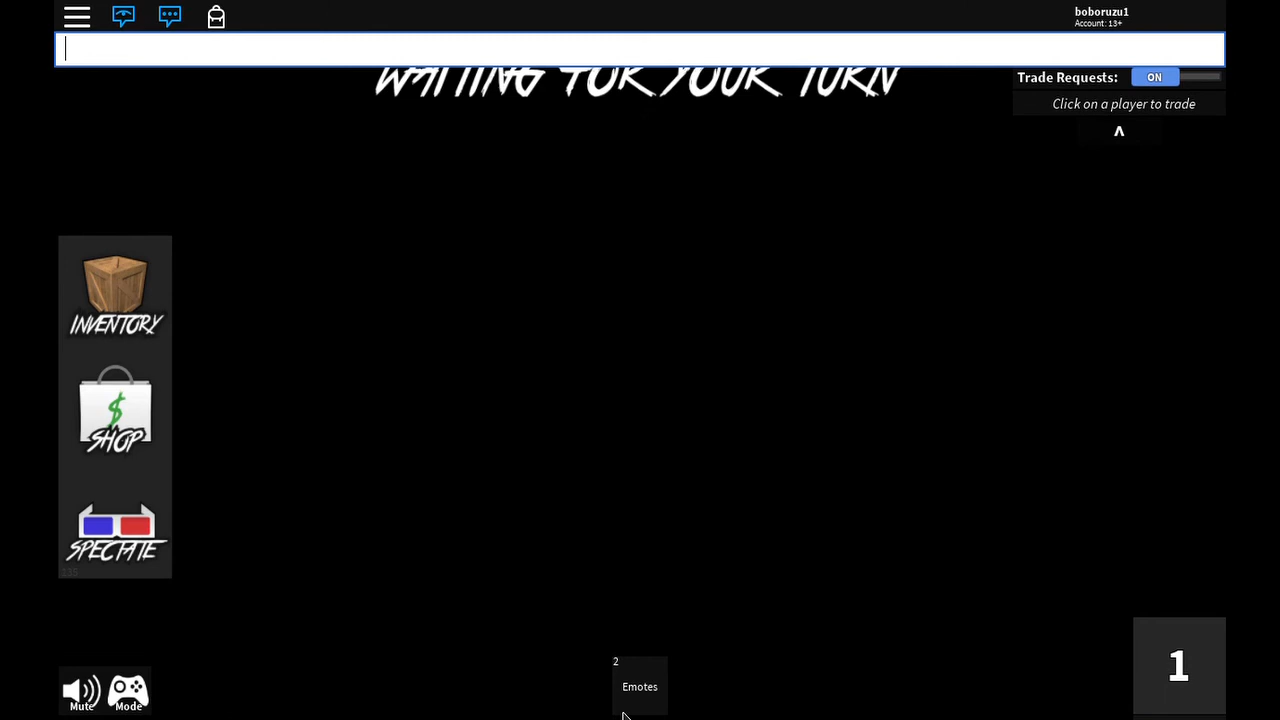 boboruzu1
Account: 13+
WAITING FOR YOUR TURN
Trade Requests: ON
Click on a player to trade
^
INVENTORY
$
SHOP
SPECTATE
135
1
2
Emotes
Mute
Mode